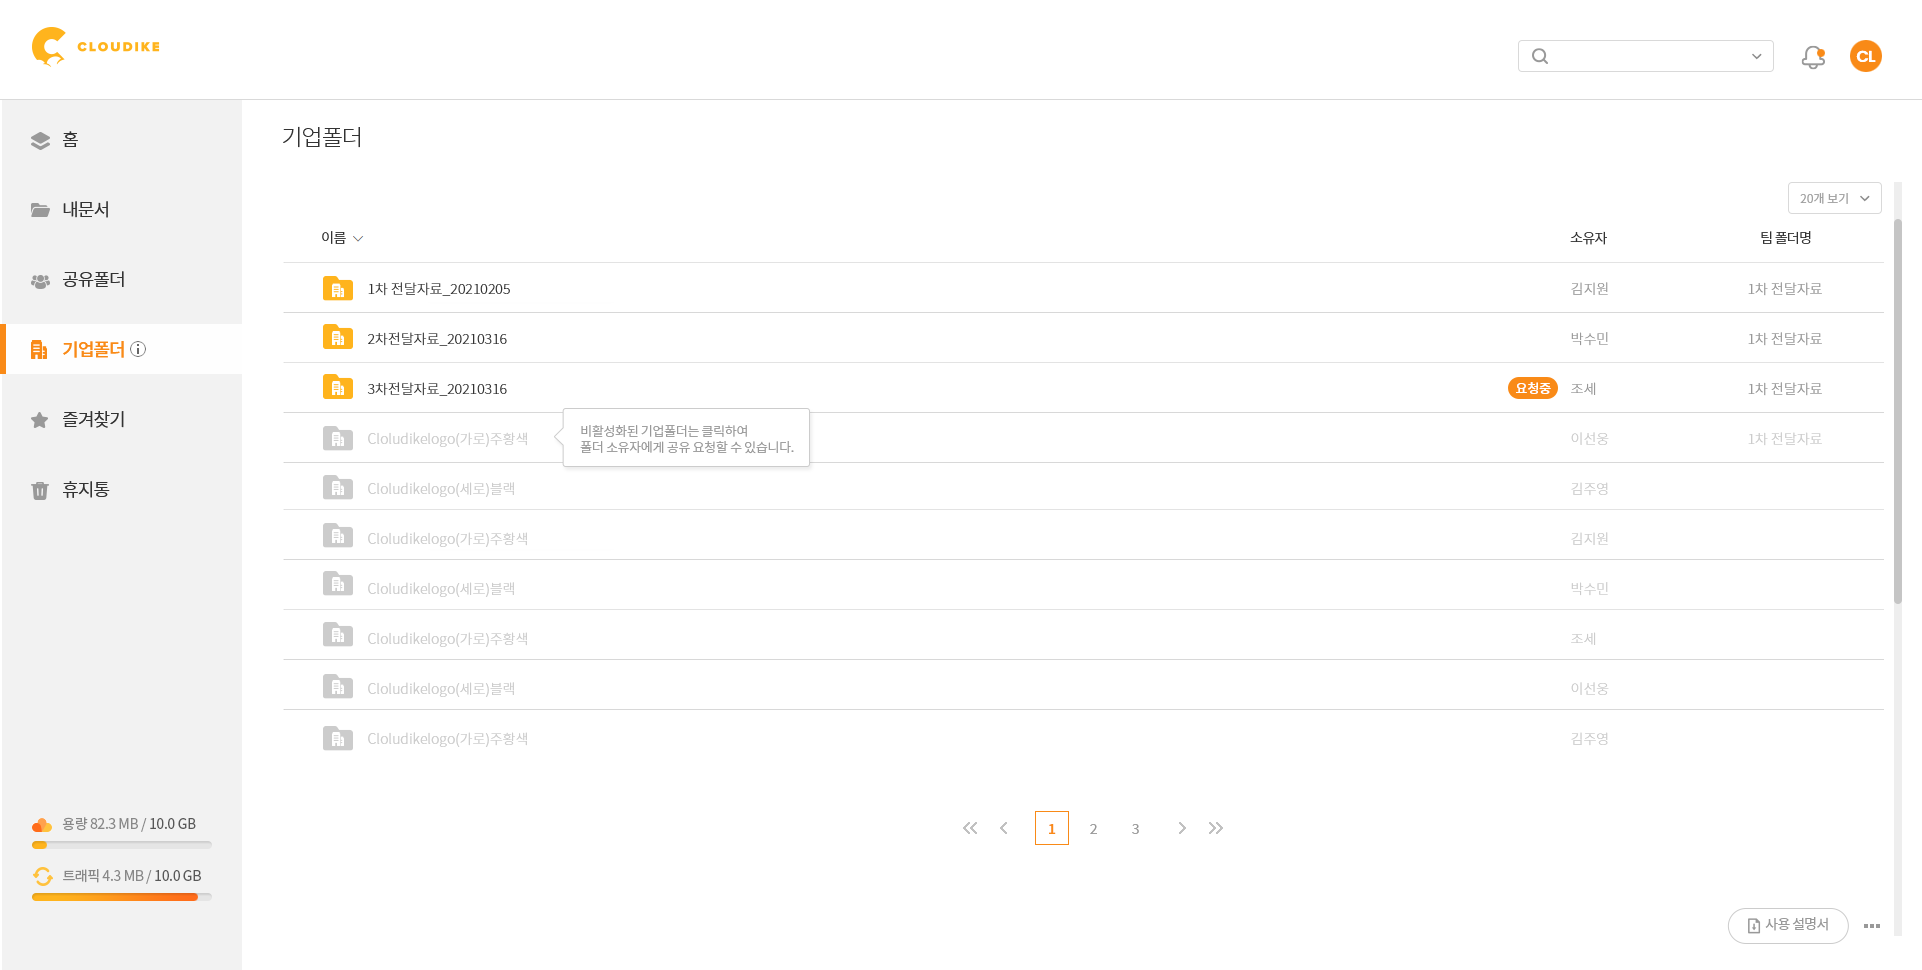 CLOUDIKE
CL
홈
내문서
공유폴더
기업폴더
즐겨찾기
휴지통
용량 82.3 MB / 10.0 GB
트래픽 4.3 MB / 10.0 GB
기업폴더
20개 보기
이름 소유자 팀 폴더명
1차 전달자료_20210205 김지원 1차 전달자료
2차전달자료_20210316 박수민 1차 전달자료
3차전달자료_20210316 요청중 조세 1차 전달자료
Cloludikelogo(가로)주황색 이선웅 1차 전달자료
비활성화된 기업폴더는 클릭하여
폴더 소유자에게 공유 요청할 수 있습니다.
Cloludikelogo(세로)블랙 김주영
Cloludikelogo(가로)주황색 김지원
Cloludikelogo(세로)블랙 박수민
Cloludikelogo(가로)주황색 조세
Cloludikelogo(세로)블랙 이선웅
Cloludikelogo(가로)주황색 김주영
1 2 3
사용 설명서